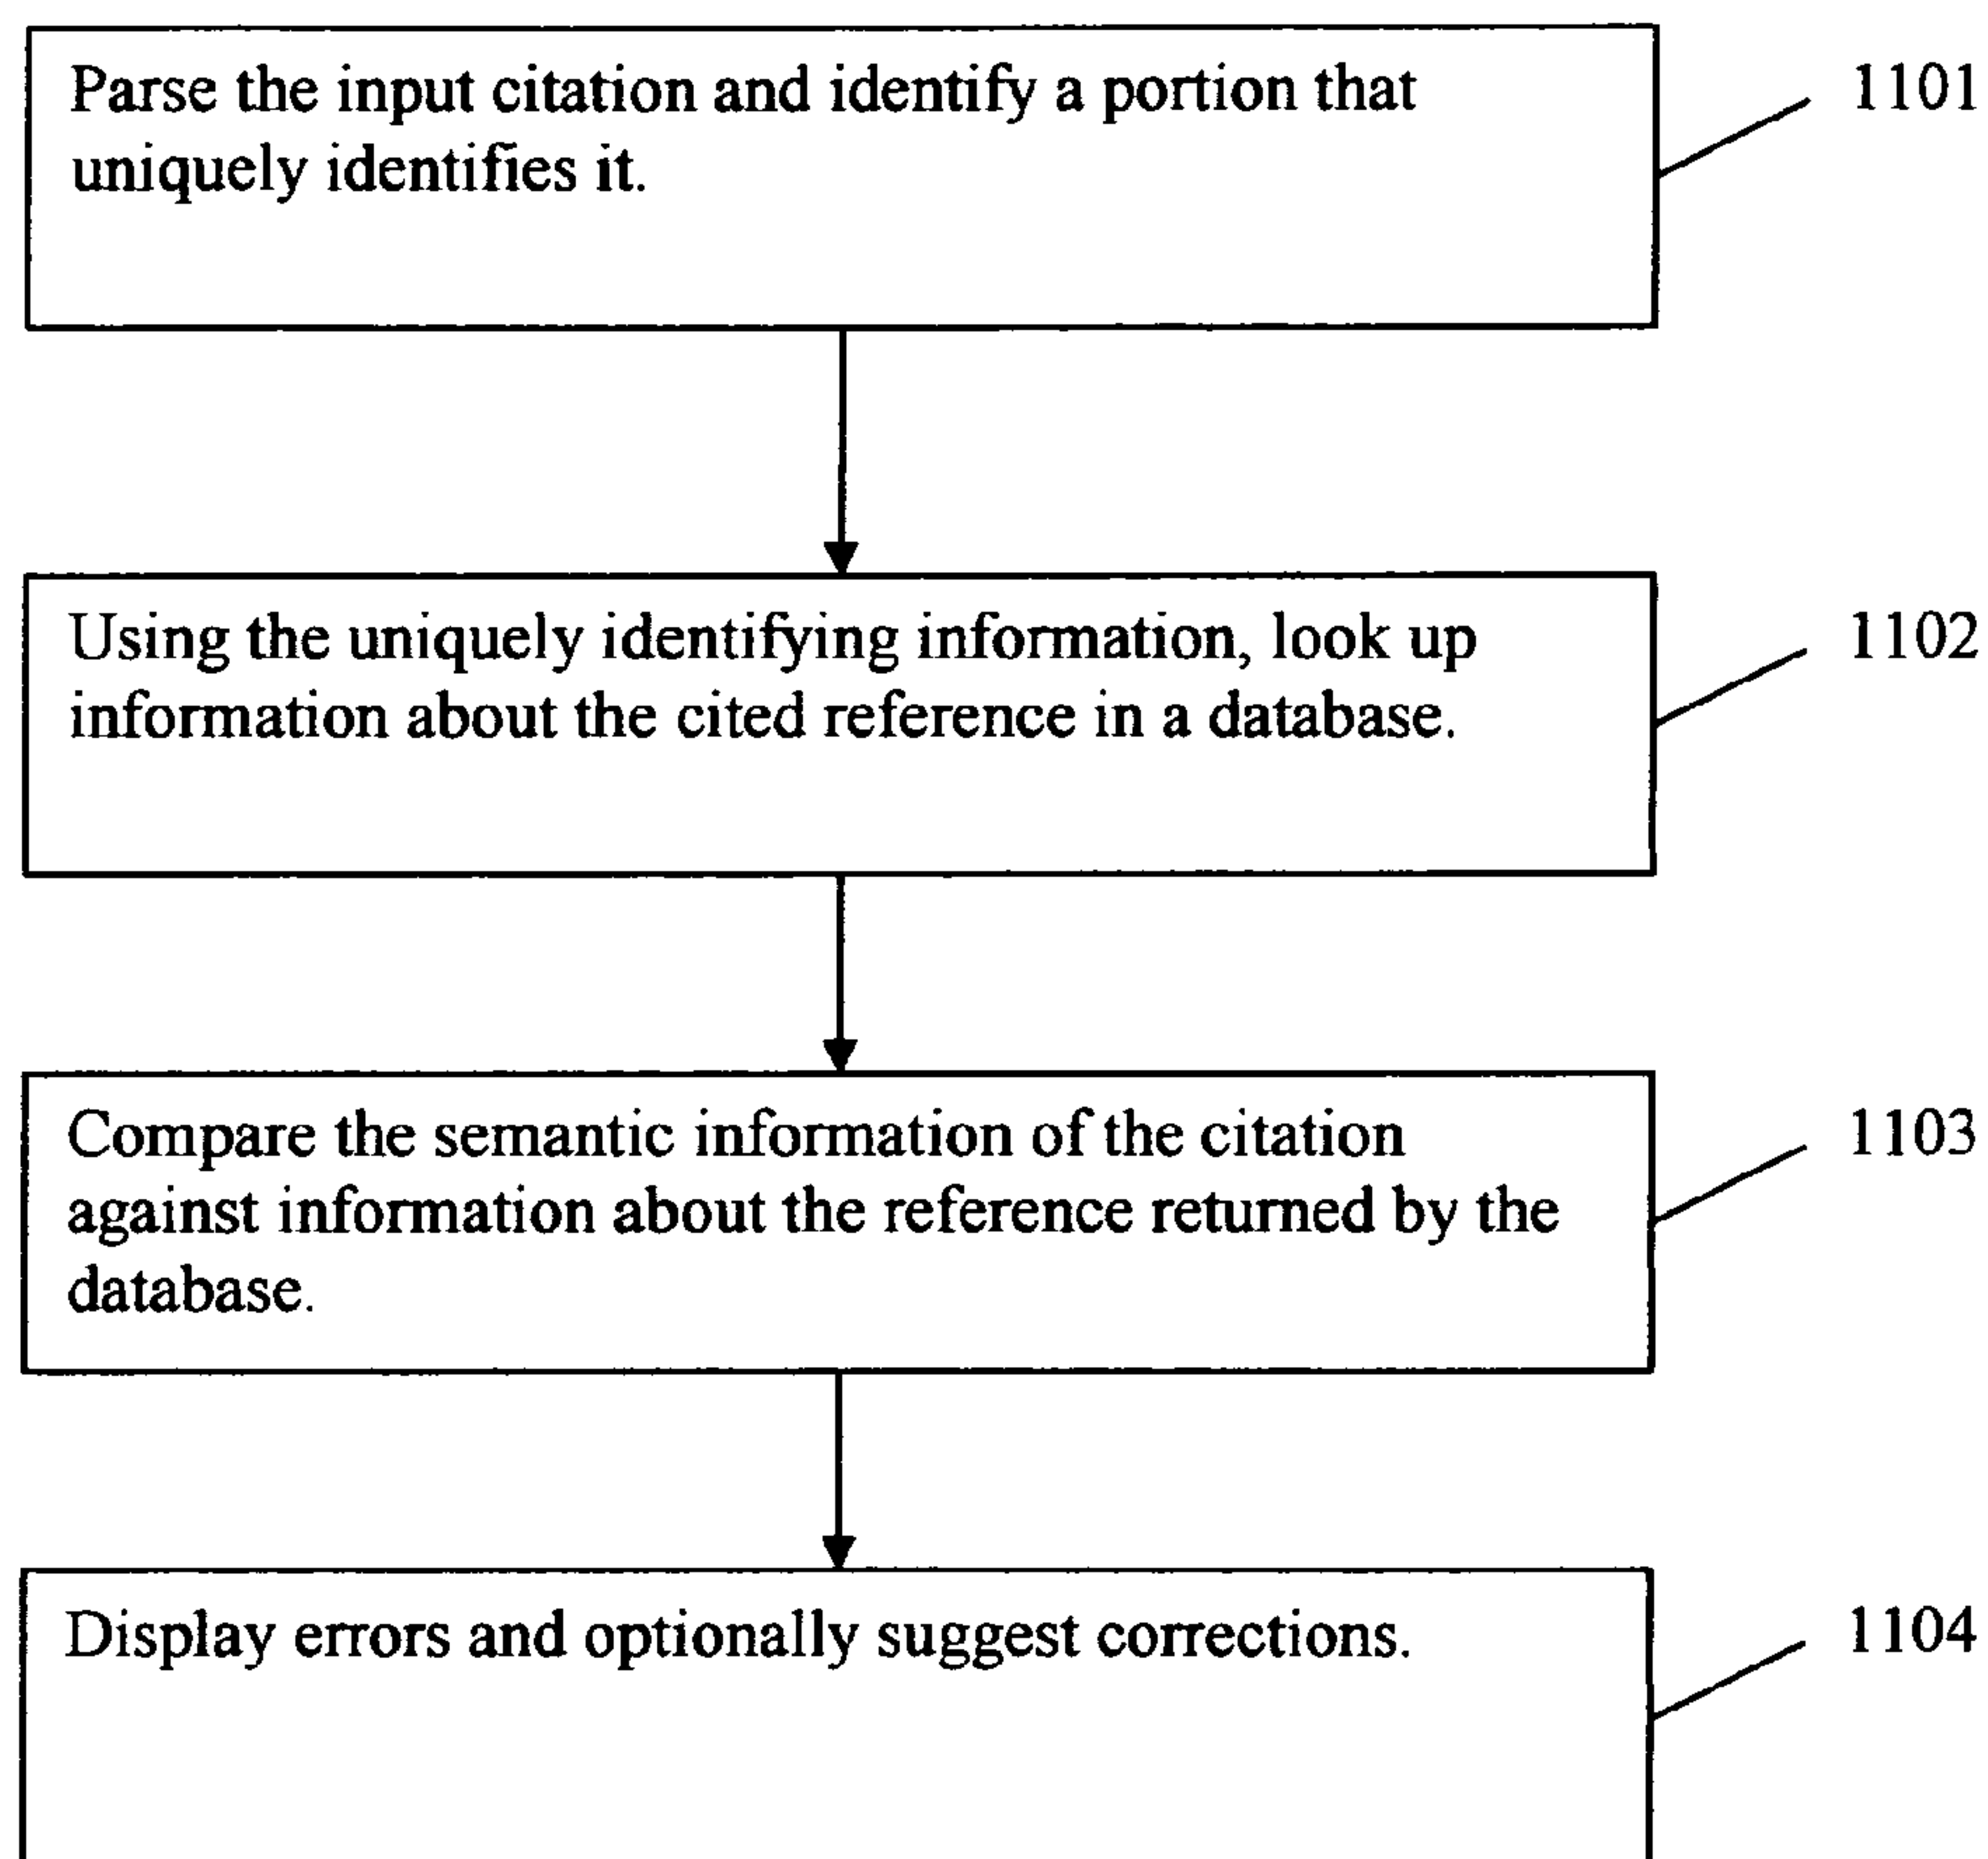 Parse the input citation and identify a portion that
uniquely identifies it.
1101
Using the uniquely identifying information, look up
information about the cited reference in a database.
1102
Compare the semantic information of the citation
against information about the reference returned by the
database.
1103
Display errors and optionally suggest corrections.
1104